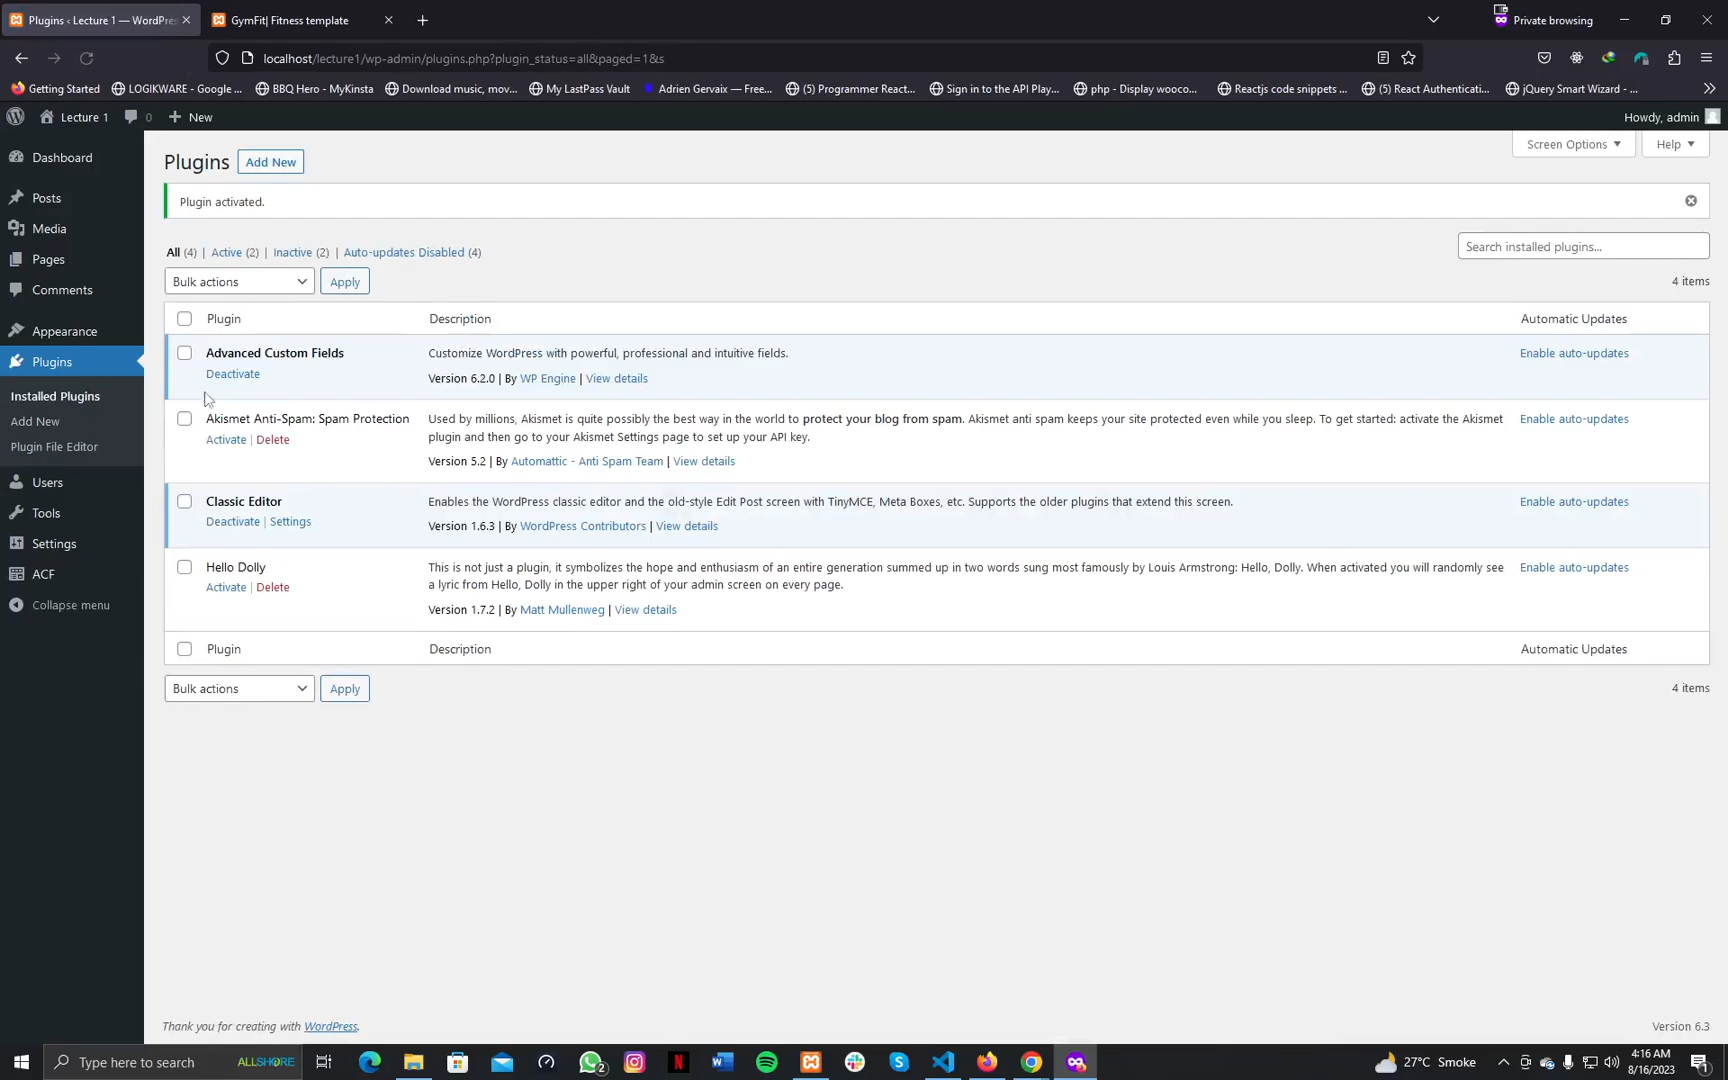 Plugins ‹ Lecture 1 — WordPres
GymFit| Fitness template
Private browsing
localhost/lecture1/wp-admin/plugins.php?plugin_status=all&paged=1&s
Getting Started
LOGIKWARE - Google ...
BBQ Hero - MyKinsta
Download music, mov...
My LastPass Vault
Adrien Gervaix — Free...
(5) Programmer React...
Sign in to the API Play...
php - Display wooco...
Reactjs code snippets ...
(5) React Authenticati...
jQuery Smart Wizard - ...
Lecture 1
0
New
Howdy, admin
Dashboard
Posts
Media
Pages
Comments
Appearance
Plugins
Installed Plugins
Add New
Plugin File Editor
Users
Tools
Settings
ACF
Collapse menu
Screen Options
Help
Plugins
Add New
Plugin activated.
All (4) | Active (2) | Inactive (2) | Auto-updates Disabled (4)
Search installed plugins...
Bulk actions
Apply
4 items
Plugin
Description
Automatic Updates
Advanced Custom Fields
Deactivate
Customize WordPress with powerful, professional and intuitive fields.
Version 6.2.0 | By WP Engine | View details
Enable auto-updates
Akismet Anti-Spam: Spam Protection
Activate | Delete
Used by millions, Akismet is quite possibly the best way in the world to protect your blog from spam. Akismet anti spam keeps your site protected even while you sleep. To get started: activate the Akismet
plugin and then go to your Akismet Settings page to set up your API key.
Version 5.2 | By Automattic - Anti Spam Team | View details
Enable auto-updates
Classic Editor
Deactivate | Settings
Enables the WordPress classic editor and the old-style Edit Post screen with TinyMCE, Meta Boxes, etc. Supports the older plugins that extend this screen.
Version 1.6.3 | By WordPress Contributors | View details
Enable auto-updates
Hello Dolly
Activate | Delete
This is not just a plugin, it symbolizes the hope and enthusiasm of an entire generation summed up in two words sung most famously by Louis Armstrong: Hello, Dolly. When activated you will randomly see
a lyric from Hello, Dolly in the upper right of your admin screen on every page.
Version 1.7.2 | By Matt Mullenweg | View details
Enable auto-updates
Plugin
Description
Automatic Updates
Bulk actions
Apply
4 items
Thank you for creating with WordPress.
Version 6.3
Type here to search
ALLSHORE
2
27°C Smoke
4:16 AM
8/16/2023
1